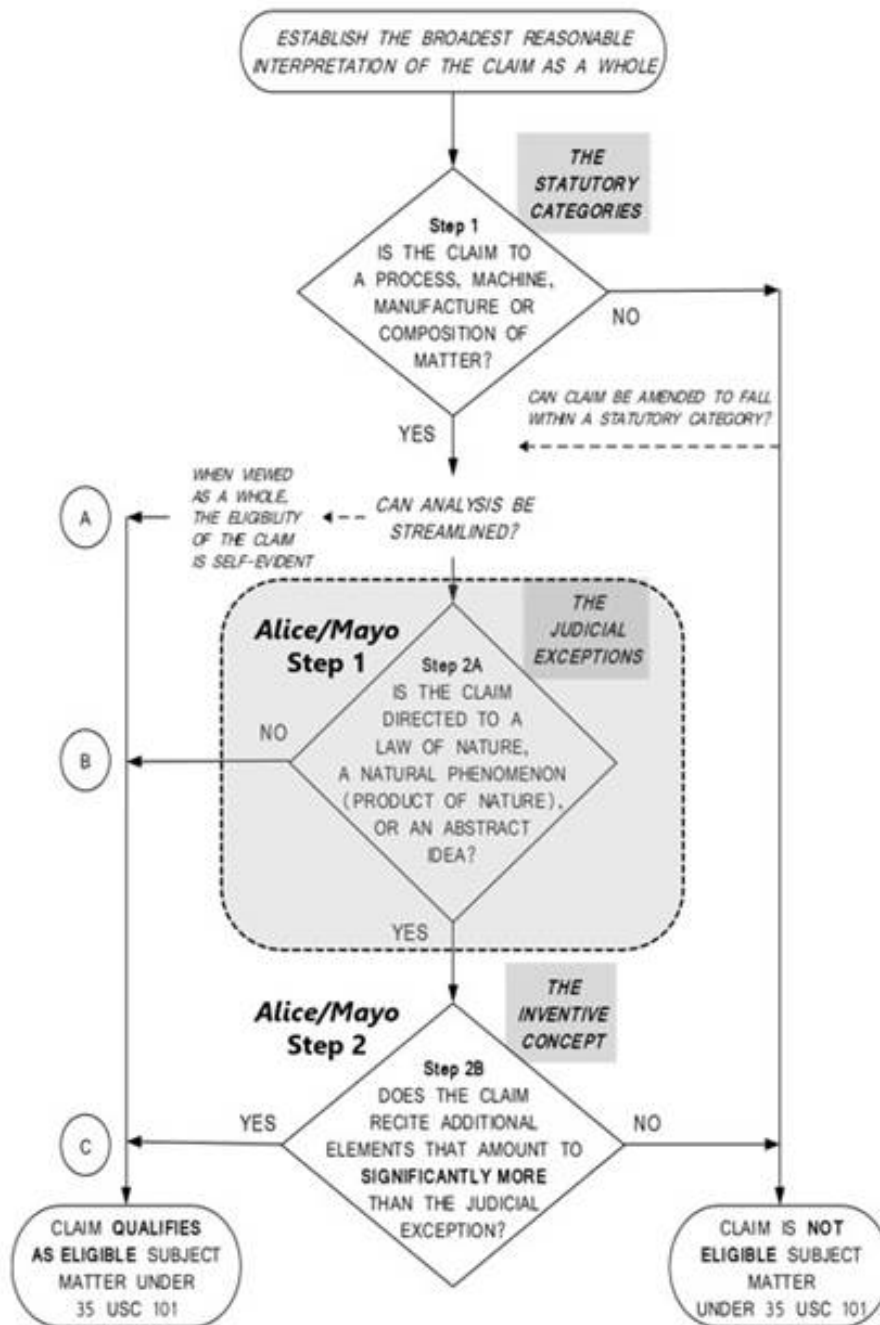 ESTABLISH THE BROADEST REASONABLE
INTERPRETATION OF THE CLAIM AS A WHOLE
THE
STATUTORY
CATEGORIES
Step 1
IS THE CLAIM TO
A PROCESS, MACHINE,
MANUFACTURE OR
COMPOSITION OF
MATTER?
NO
YES
CAN CLAIM BE AMENDED TO FALL
WITHIN A STATUTORY CATEGORY?
A
WHEN VIEWED
AS A WHOLE,
THE ELIGIBILITY
OF THE CLAIM
IS SELF-EVIDENT
CAN ANALYSIS BE
STREAMLINED?
Alice/Mayo
Step 1
THE
JUDICIAL
EXCEPTIONS
Step 2A
IS THE CLAIM
DIRECTED TO A
LAW OF NATURE,
A NATURAL PHENOMENON
(PRODUCT OF NATURE),
OR AN ABSTRACT
IDEA?
NO
B
YES
Alice/Mayo
Step 2
THE
INVENTIVE
CONCEPT
Step 2B
DOES THE CLAIM
RECITE ADDITIONAL
ELEMENTS THAT AMOUNT TO
SIGNIFICANTLY MORE
THAN THE JUDICIAL
EXCEPTION?
YES
NO
C
CLAIM QUALIFIES
AS ELIGIBLE SUBJECT
MATTER UNDER
35 USC 101
CLAIM IS NOT
ELIGIBLE SUBJECT
MATTER
UNDER 35 USC 101